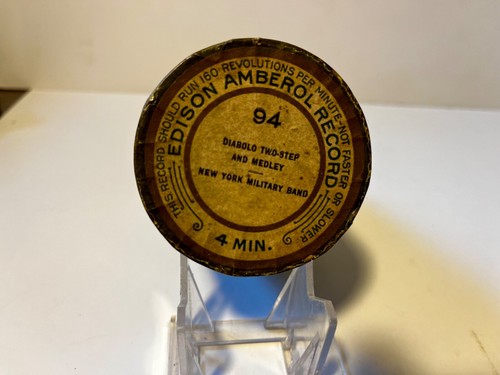 THIS RECORD SHOULD RUN 160 REVOLUTIONS PER MINUTE-NOT FASTER OR SLOWER
EDISON AMBEROL RECORD
94
DIABOLO TWO-STEP
AND MEDLEY
NEW YORK MILITARY BAND
4 MIN.